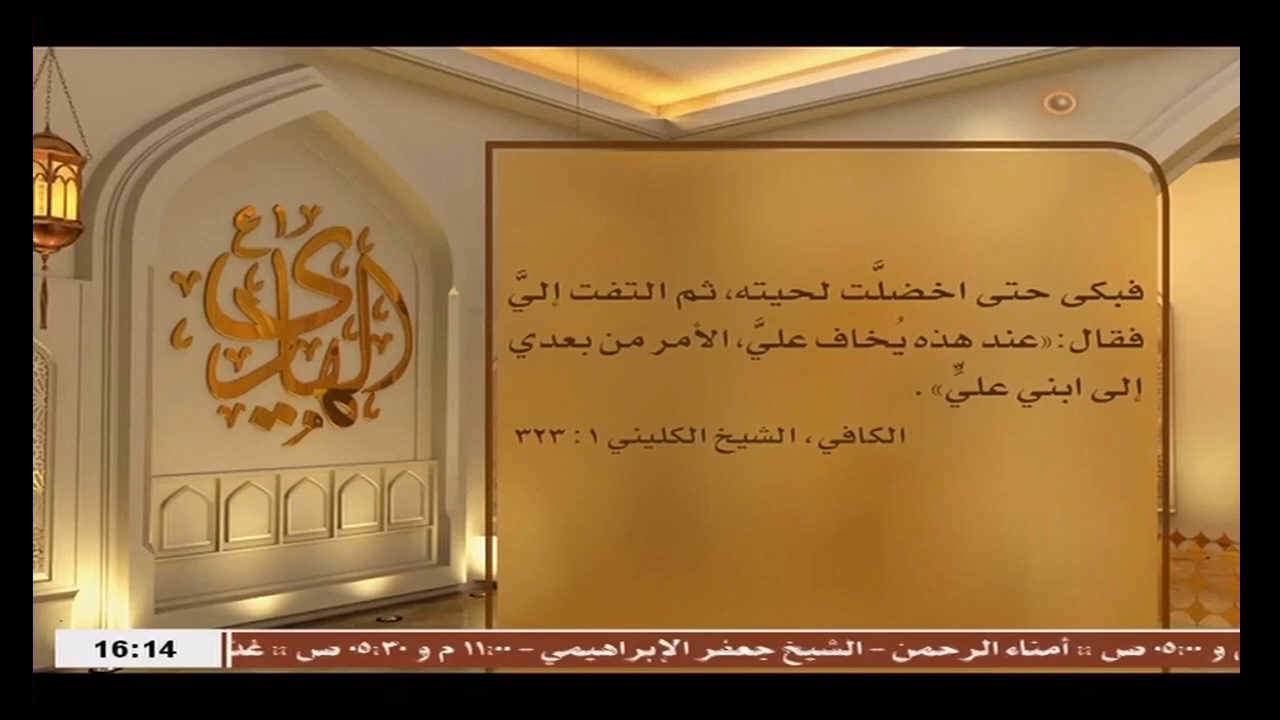 فبكى حتى اخضلَّت لحيته، ثم التفت إليَّ
فقال: «عند هذه يُخاف عليَّ، الأمر من بعدي
إلى ابني عليٍّ» .
الكافي، الشيخ الكليني ١ : ٣٢٣
16:14
و ٠٥:٠٠ ص :: أمناء الرحمن - الشيخ جعفر الإبراهيمي - ١١:٠٠ م و ٠٥:٣٠ ص ::